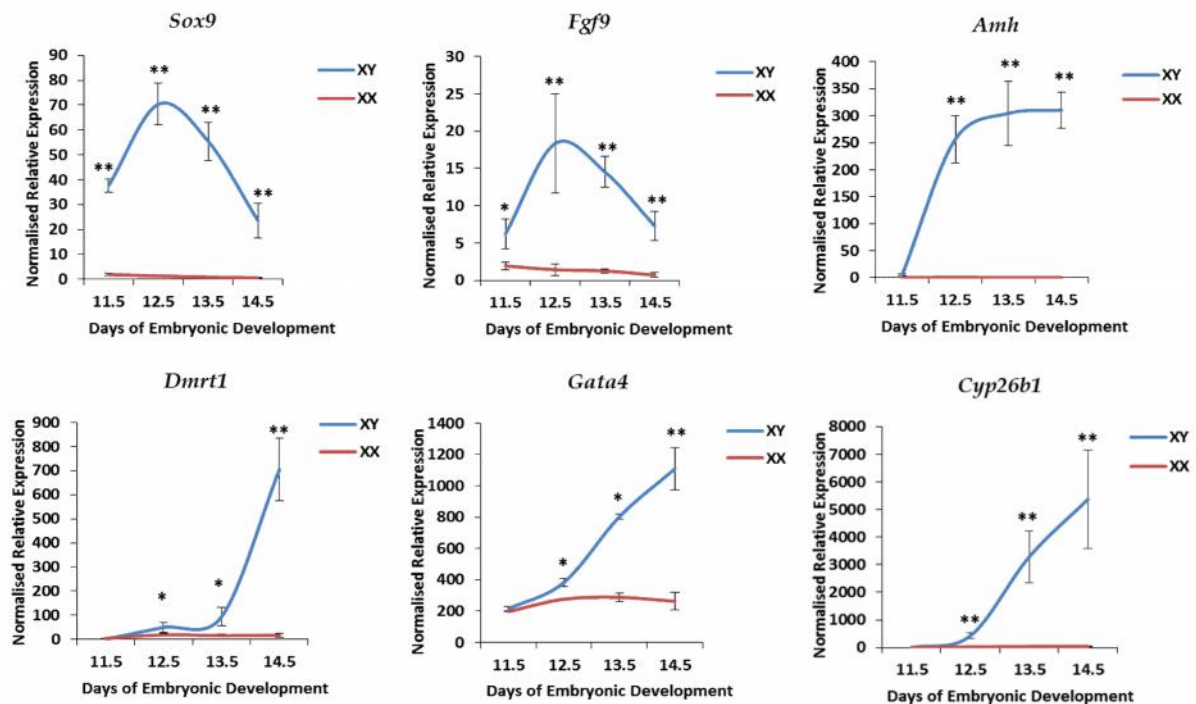 Sox9
Normalised Relative Expression
90
80
70
60
50
40
30
20
10
0
**
**
**
**
XY
XX
11.5 12.5 13.5 14.5
Days of Embryonic Development
Fgf9
Normalised Relative Expression
30
25
20
15
10
5
0
*
**
**
**
XY
XX
11.5 12.5 13.5 14.5
Days of Embryonic Development
Amh
Normalised Relative Expression
400
350
300
250
200
150
100
50
0
**
**
**
XY
XX
11.5 12.5 13.5 14.5
Days of Embryonic Development
Dmrt1
Normalised Relative Expression
900
800
700
600
500
400
300
200
100
0
*
*
**
XY
XX
11.5 12.5 13.5 14.5
Days of Embryonic Development
Gata4
Normalised Relative Expression
1400
1200
1000
800
600
400
200
0
*
*
**
XY
XX
11.5 12.5 13.5 14.5
Days of Embryonic Development
Cyp26b1
Normalised Relative Expression
8000
7000
6000
5000
4000
3000
2000
1000
0
**
**
**
XY
XX
11.5 12.5 13.5 14.5
Days of Embryonic Development